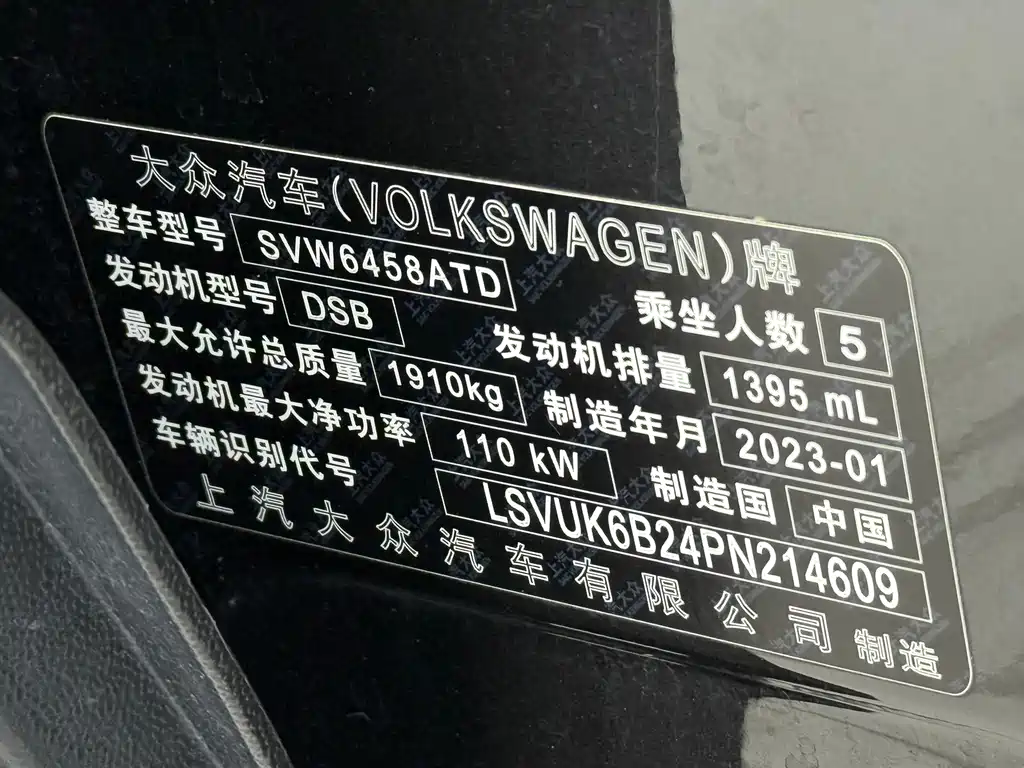 大众汽车(VOLKSWAGEN)牌
整车型号 SVW6458ATD 乘坐人数 5
发动机型号 DSB 发动机排量 1395 mL
最大允许总质量 1910kg 制造年月 2023-01
发动机最大净功率 110 kW 制造国 中国
车辆识别代号 LSVUK6B24PN214609
上汽大众汽车有限公司 制造